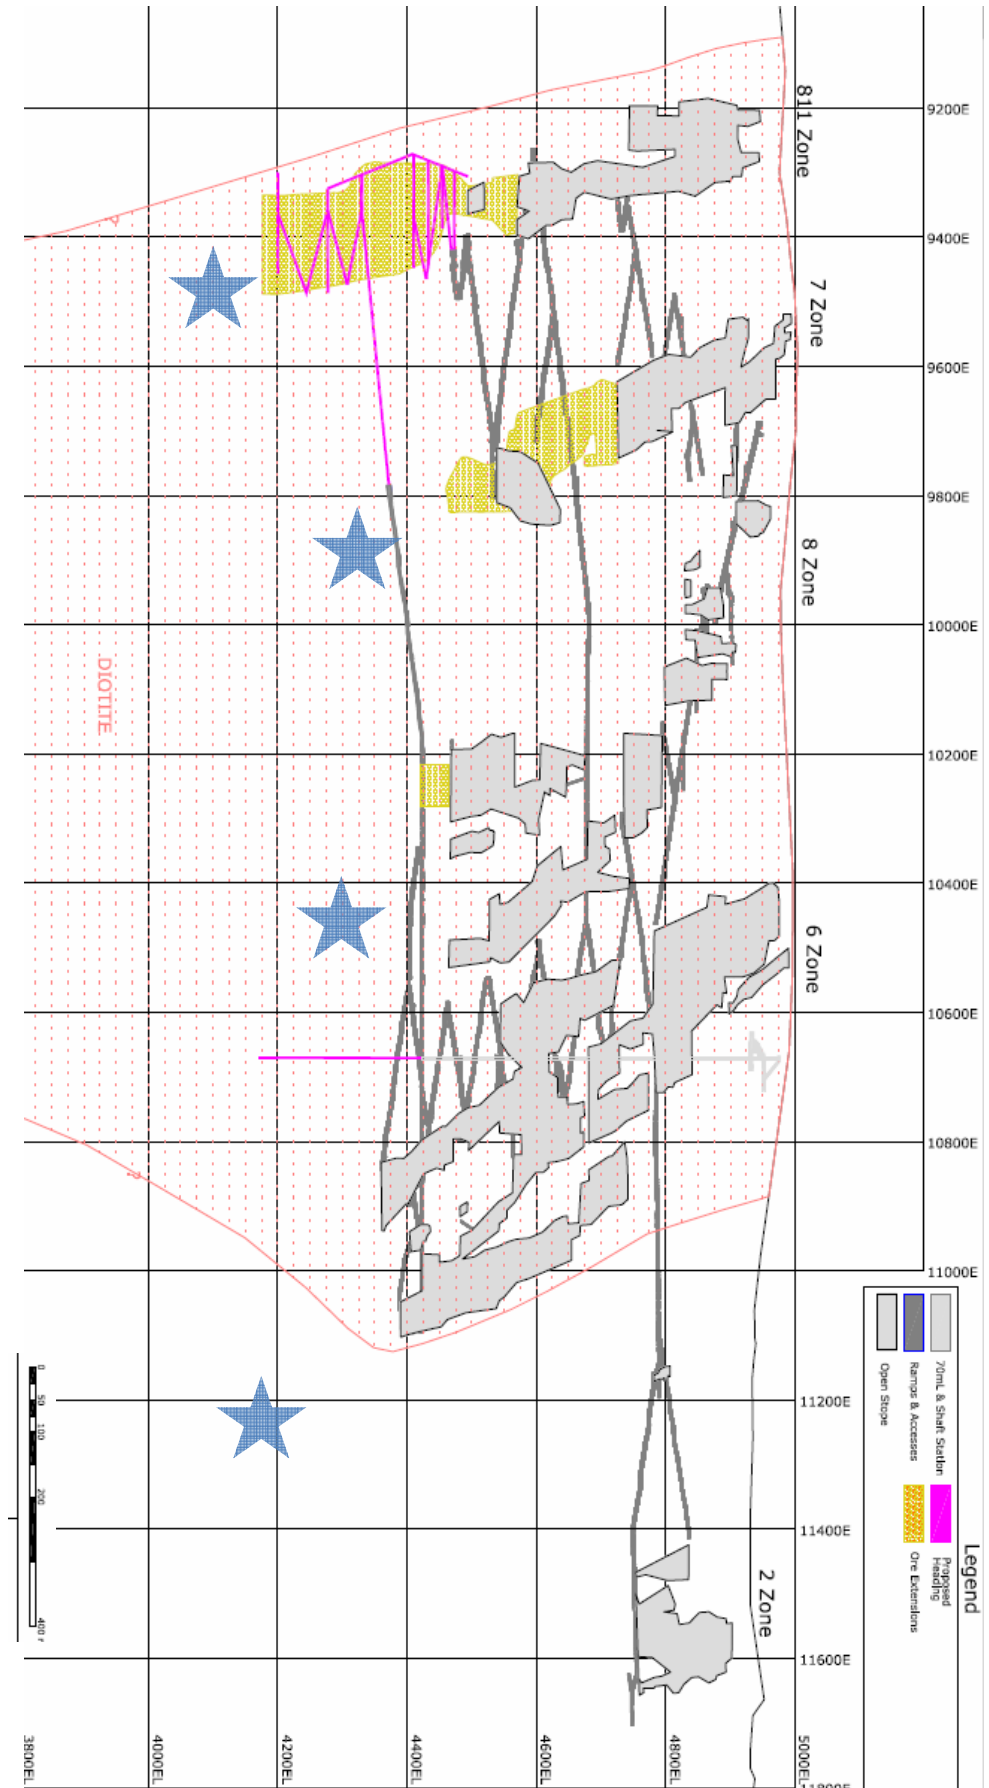 811 Zone
7 Zone
8 Zone
6 Zone
2 Zone
9200E
9400E
9600E
9800E
10000E
10200E
10400E
10600E
10800E
11000E
11200E
11400E
11600E
DIOTITE
Legend
70mL & Shaft Station
Ramps & Accesses
Open Stope
Proposed
Heading
Ore Extensions
0
50
100
200
3800EL
4000EL
4200EL
4400EL
4600EL
4800EL
5000EL